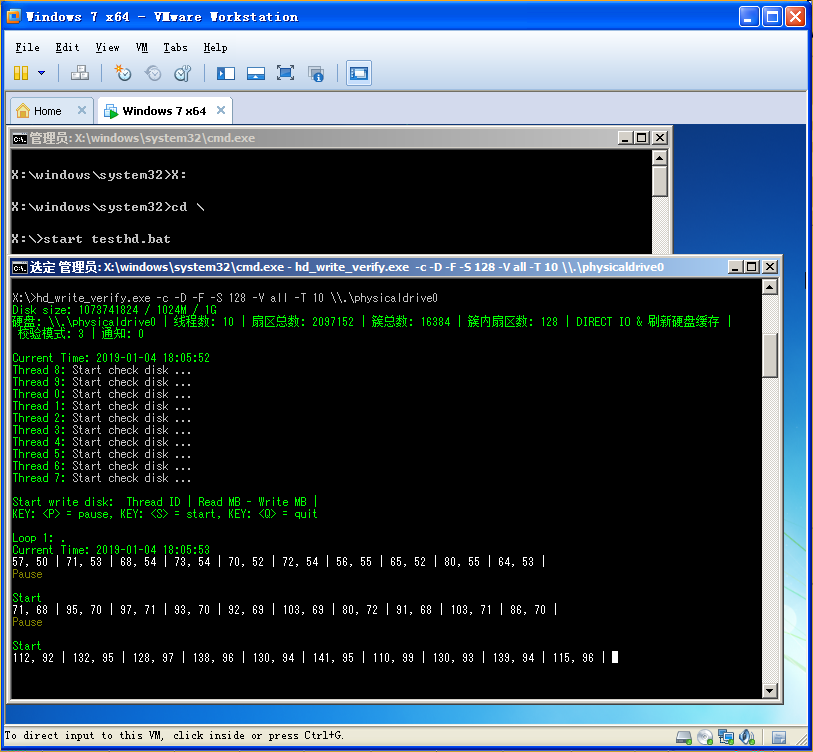 Windows 7 x64 - VMware Workstation
File Edit View VM Tabs Help
Home Windows 7 x64
管理员: X:\windows\system32\cmd.exe
X:\windows\system32>X:
X:\windows\system32>cd \
X:\>start testhd.bat
选定 管理员: X:\windows\system32\cmd.exe - hd_write_verify.exe -c -D -F -S 128 -V all -T 10 \\.\physicaldrive0
X:\>hd_write_verify.exe -c -D -F -S 128 -V all -T 10 \\.\physicaldrive0
Disk size: 1073741824 / 1024M / 1G
硬盘: \\.\physicaldrive0 | 线程数: 10 | 扇区总数: 2097152 | 簇总数: 16384 | 簇内扇区数: 128 | DIRECT IO & 刷新硬盘缓存 |
校验模式: 3 | 通知: 0
Current Time: 2019-01-04 18:05:52
Thread 8: Start check disk ...
Thread 9: Start check disk ...
Thread 0: Start check disk ...
Thread 1: Start check disk ...
Thread 2: Start check disk ...
Thread 3: Start check disk ...
Thread 4: Start check disk ...
Thread 5: Start check disk ...
Thread 6: Start check disk ...
Thread 7: Start check disk ...
Start write disk: Thread ID | Read MB - Write MB |
KEY: <P> = pause, KEY: <S> = start, KEY: <Q> = quit
Loop 1: .
Current Time: 2019-01-04 18:05:53
57, 50 | 71, 53 | 68, 54 | 73, 54 | 70, 52 | 72, 54 | 56, 55 | 65, 52 | 80, 55 | 64, 53 |
Pause
Start
71, 68 | 95, 70 | 97, 71 | 93, 70 | 92, 69 | 103, 69 | 80, 72 | 91, 68 | 103, 71 | 86, 70 |
Pause
Start
112, 92 | 132, 95 | 128, 97 | 138, 96 | 130, 94 | 141, 95 | 110, 99 | 130, 93 | 139, 94 | 115, 96 |
To direct input to this VM, click inside or press Ctrl+G.